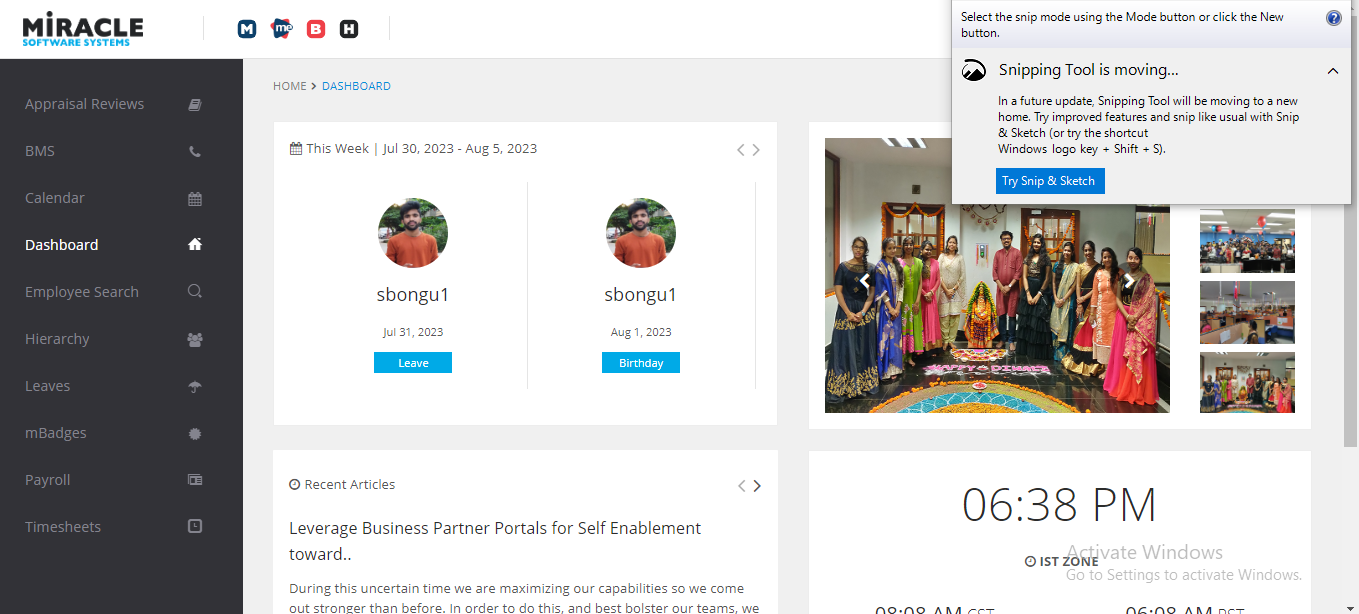 MiRACLE
SOFTWARE SYSTEMS
M
me
B
H
Select the snip mode using the Mode button or click the New
button.
?
Snipping Tool is moving...
In a future update, Snipping Tool will be moving to a new
home. Try improved features and snip like usual with Snip
& Sketch (or try the shortcut
Windows logo key + Shift + S).
Try Snip & Sketch
Appraisal Reviews
BMS
Calendar
Dashboard
Employee Search
Hierarchy
Leaves
mBadges
Payroll
Timesheets
HOME > DASHBOARD
This Week | Jul 30, 2023 - Aug 5, 2023
sbongu1
Jul 31, 2023
Leave
sbongu1
Aug 1, 2023
Birthday
HAPPY DIWALI
Recent Articles
Leverage Business Partner Portals for Self Enablement
toward..
During this uncertain time we are maximizing our capabilities so we come
out stronger than before. In order to do this, and best bolster our teams, we
06:38 PM
IST ZONE
08:08 AM CST
06:08 AM PST
Activate Windows
Go to Settings to activate Windows.